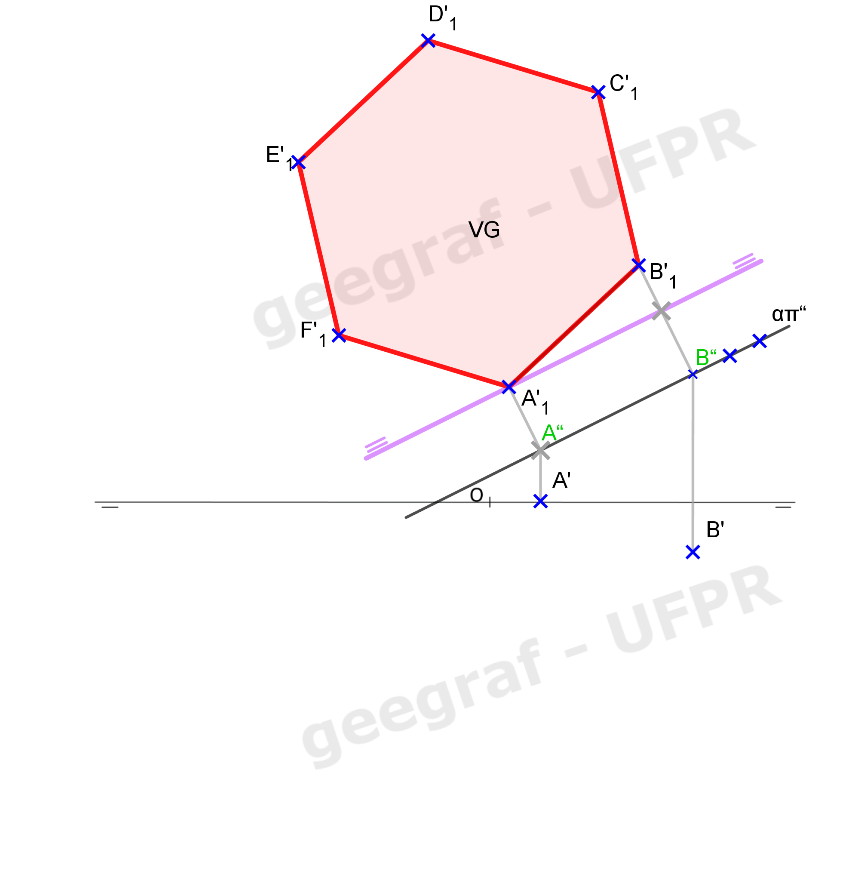 D'₁
C'₁
E'₁
geegraf - UFPR
VG
B'₁
απ“
F'₁
B“
A'₁
A“
A'
O
B'
geegraf - UFPR